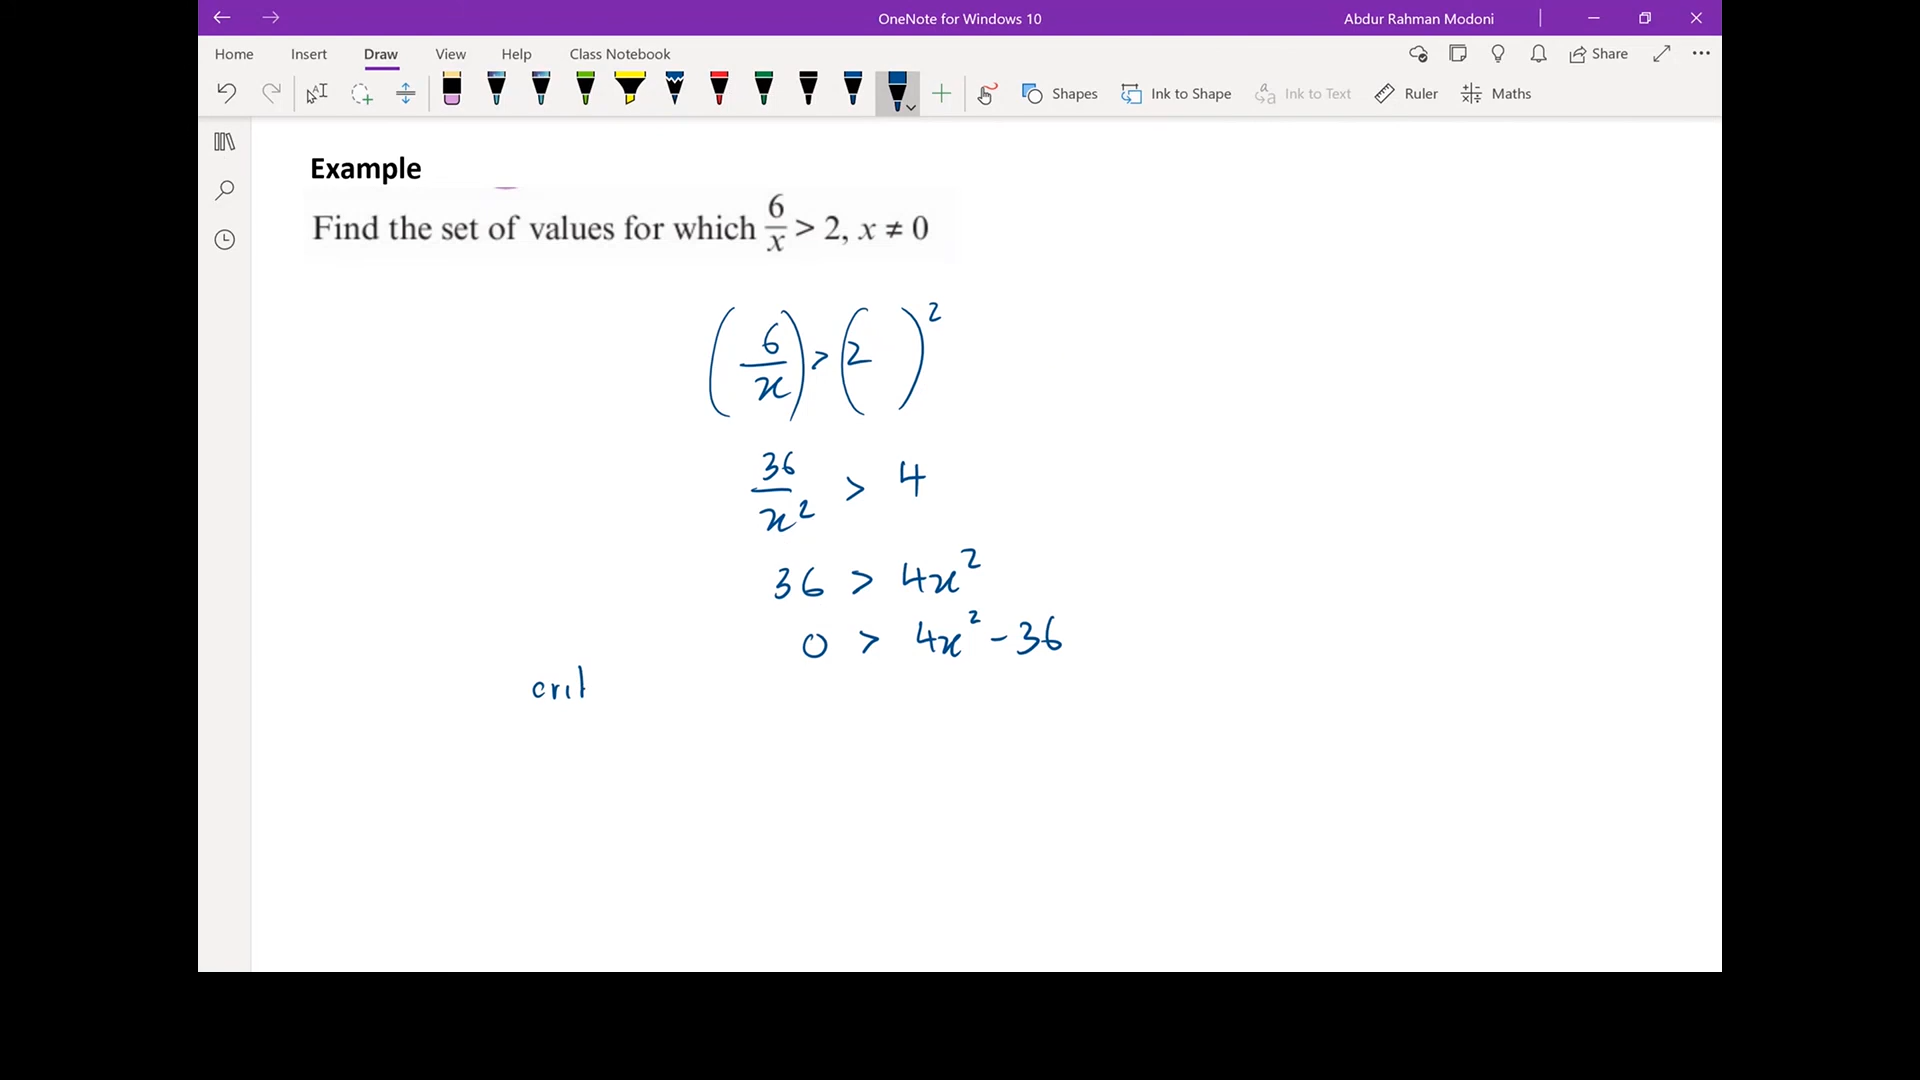 OneNote for Windows 10
Abdur Rahman Modoni
Home Insert Draw View Help Class Notebook
Share
Shapes Ink to Shape Ink to Text Ruler Maths
Example
Find the set of values for which 6/x > 2, x ≠ 0
(6/x) > (2 )²
36/x² > 4
36 > 4x²
0 > 4x² - 36
crit